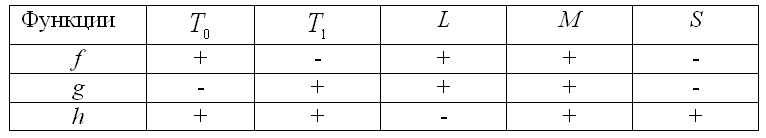 Функции T₀ T₁ L M S
f + - + + -
g - + + + -
h + + - + +